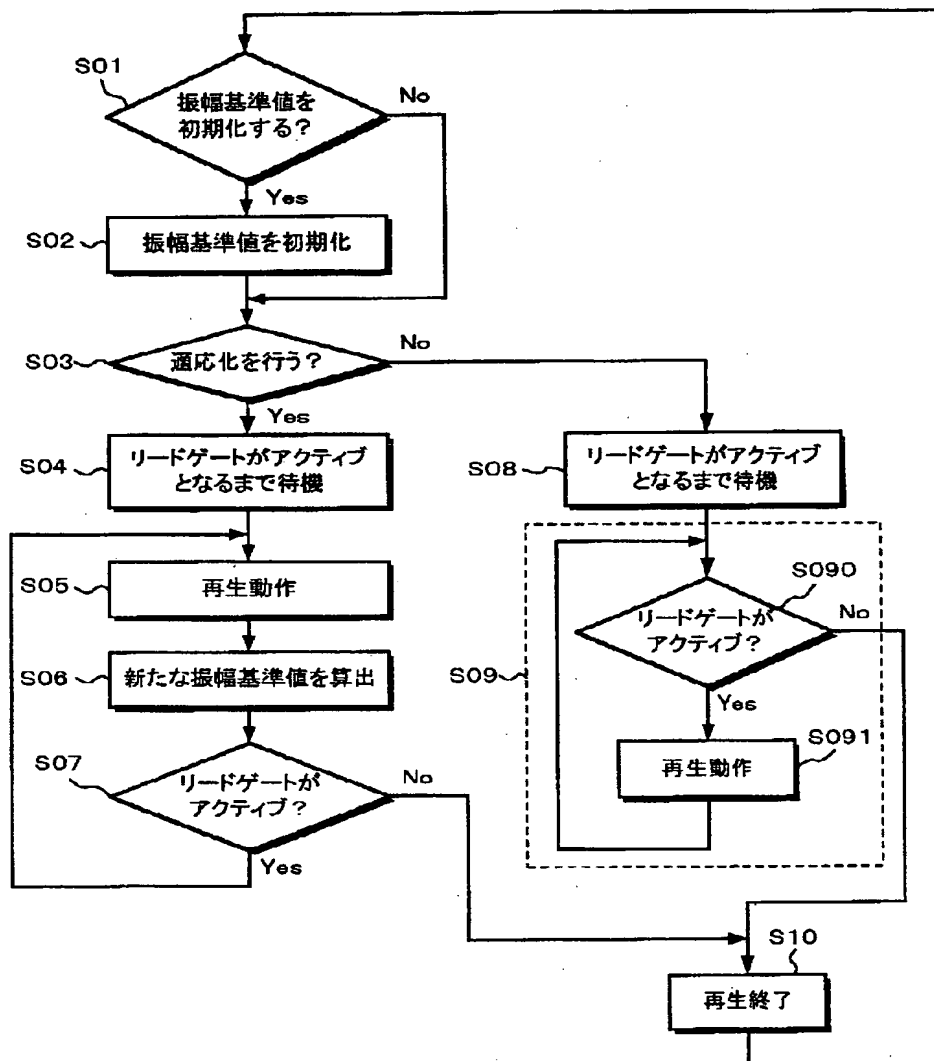 S01
振幅基準値を
初期化する？
No
Yes
S02
振幅基準値を初期化
S03
適応化を行う？
No
Yes
S04
リードゲートがアクティブ
となるまで待機
S08
リードゲートがアクティブ
となるまで待機
S05
再生動作
S06
新たな振幅基準値を算出
S07
リードゲートが
アクティブ？
No
Yes
S09
S090
リードゲートが
アクティブ？
No
Yes
S091
再生動作
S10
再生終了